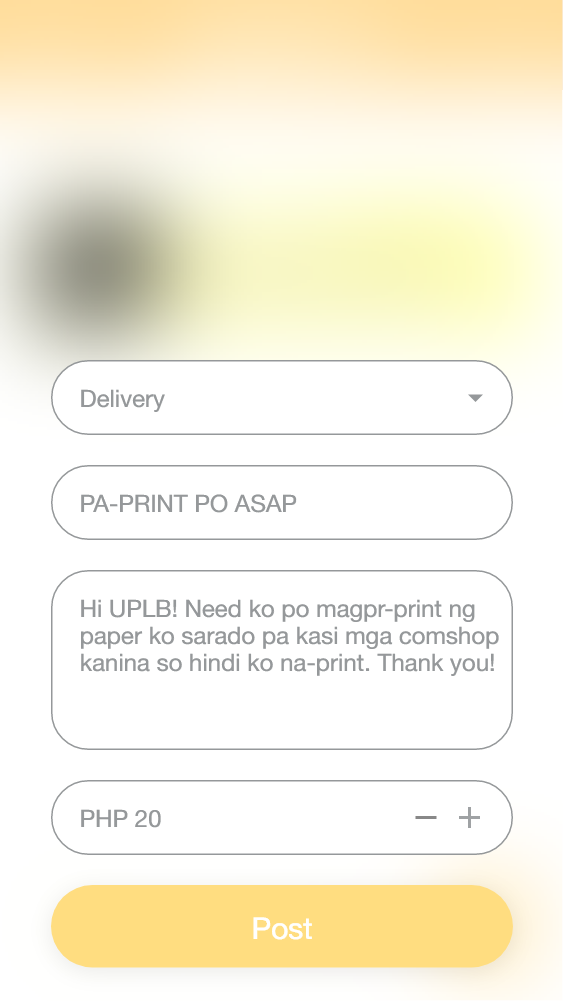 Delivery
PA-PRINT PO ASAP
Hi UPLB! Need ko po magpr-print ng
paper ko sarado pa kasi mga comshop
kanina so hindi ko na-print. Thank you!
PHP 20
Post